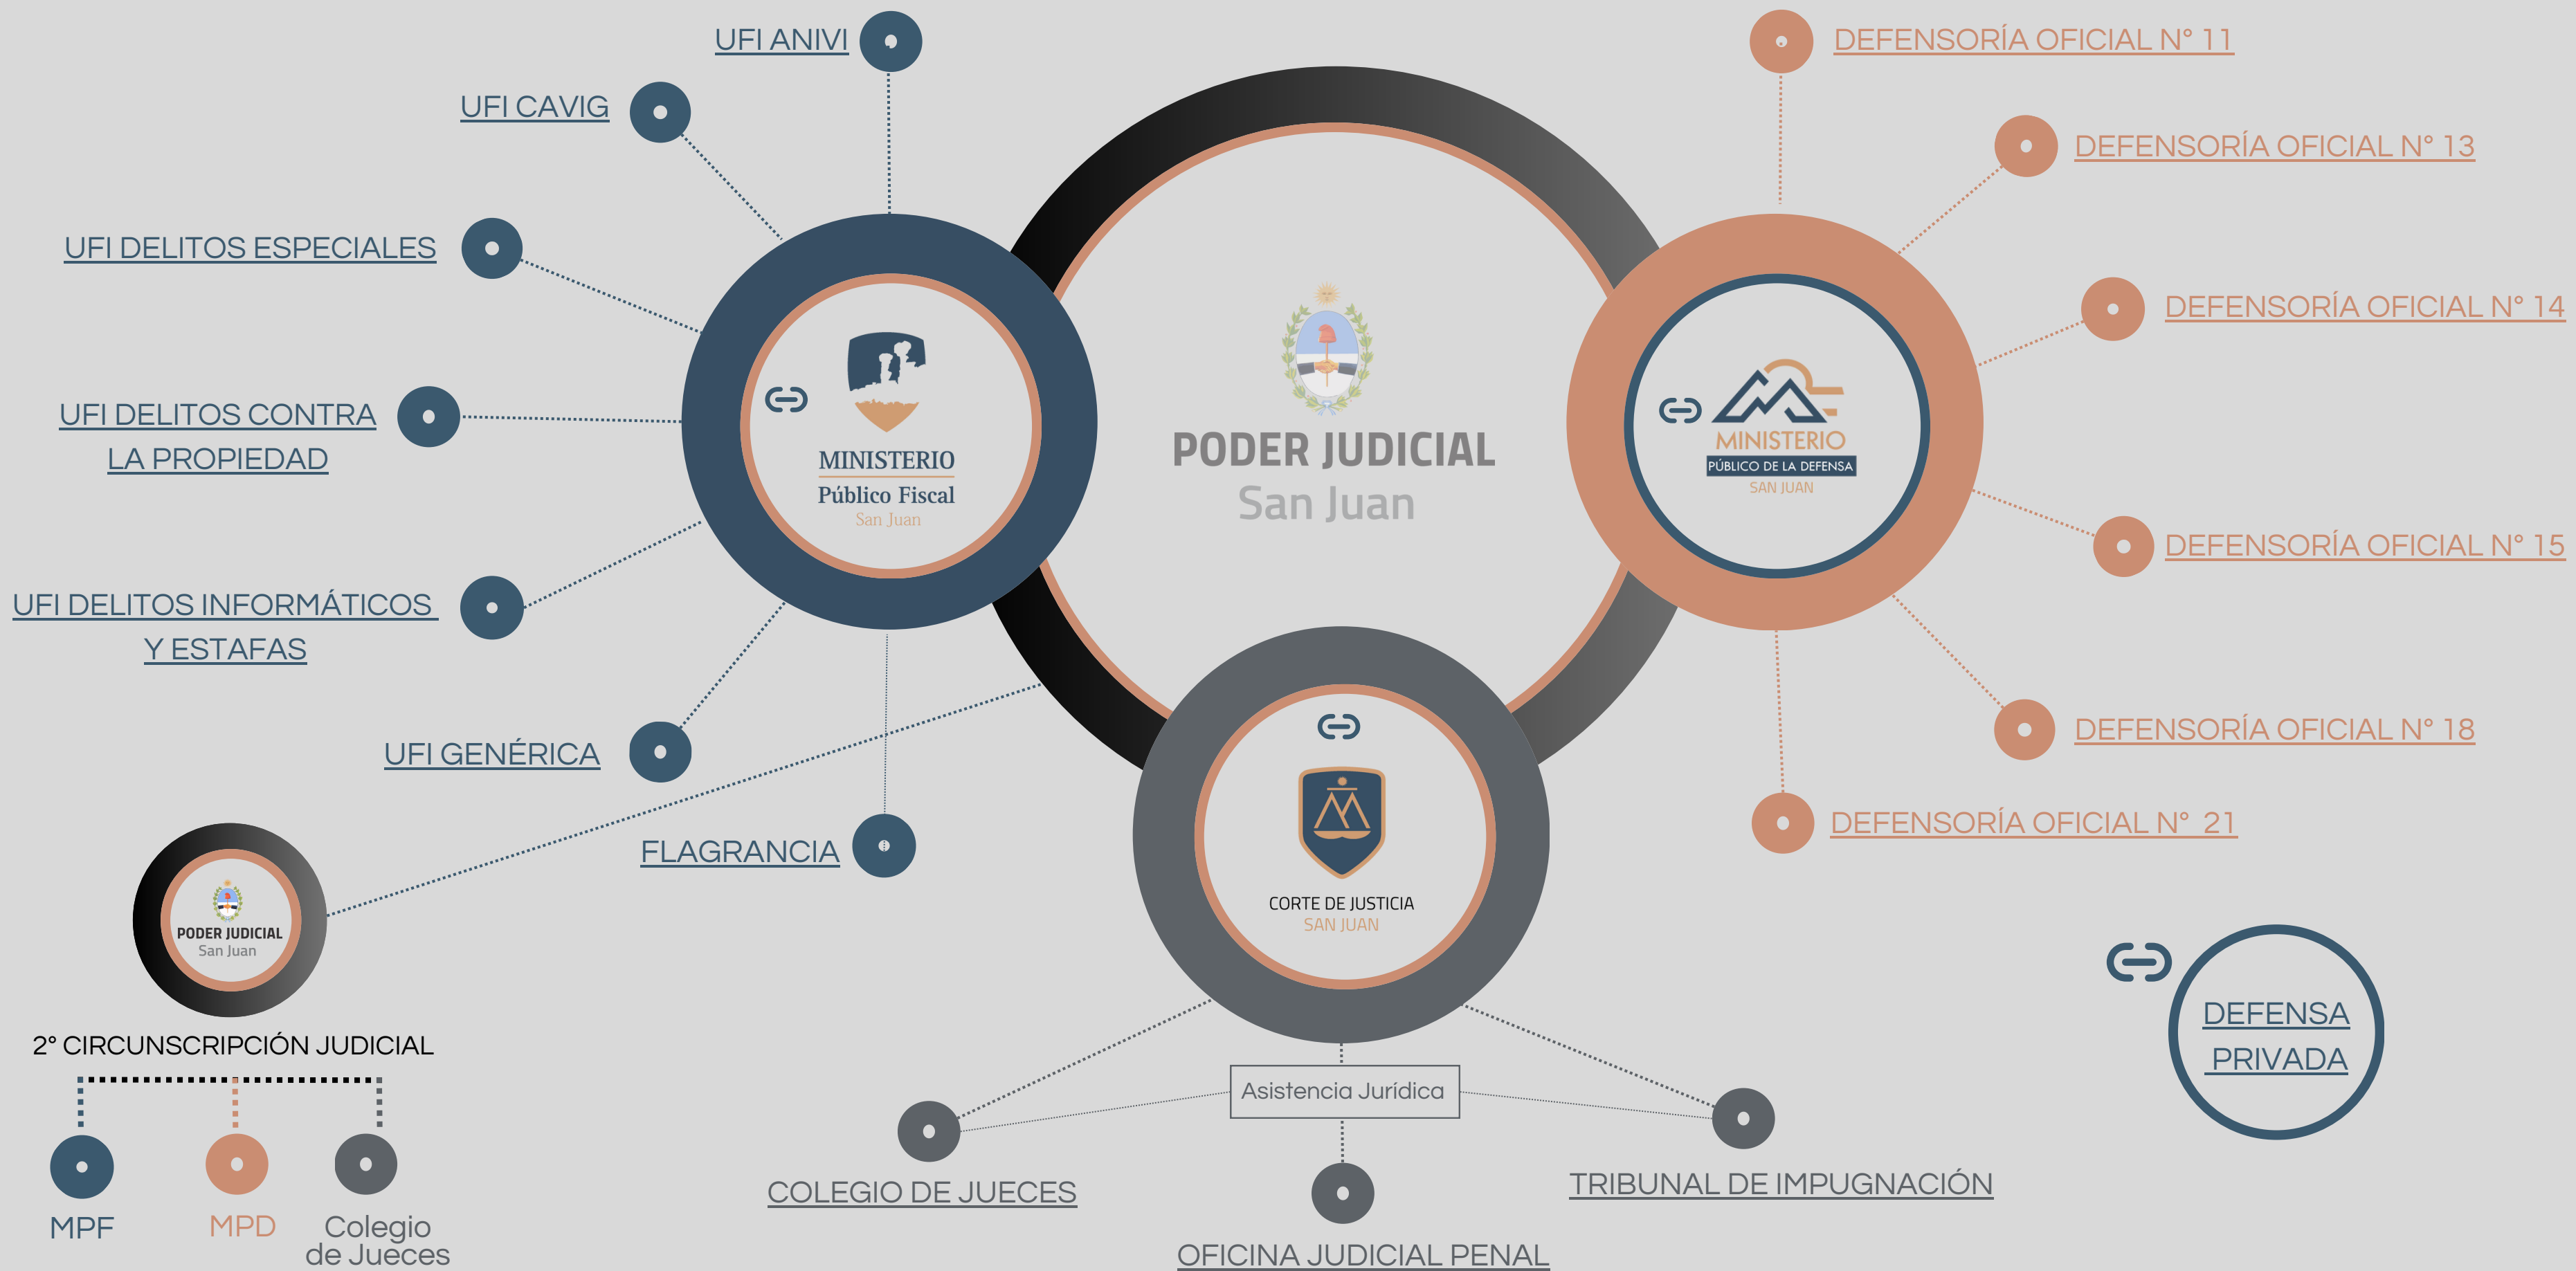 UFI ANIVI
UFI CAVIG
UFI DELITOS ESPECIALES
UFI DELITOS CONTRA
LA PROPIEDAD
UFI DELITOS INFORMÁTICOS
Y ESTAFAS
UFI GENÉRICA
FLAGRANCIA
MINISTERIO
Público Fiscal
San Juan
PODER JUDICIAL
San Juan
MINISTERIO
PÚBLICO DE LA DEFENSA
SAN JUAN
DEFENSORÍA OFICIAL N° 11
DEFENSORÍA OFICIAL N° 13
DEFENSORÍA OFICIAL N° 14
DEFENSORÍA OFICIAL N° 15
DEFENSORÍA OFICIAL N° 18
DEFENSORÍA OFICIAL N° 21
CORTE DE JUSTICIA
SAN JUAN
Asistencia Jurídica
COLEGIO DE JUECES
OFICINA JUDICIAL PENAL
TRIBUNAL DE IMPUGNACIÓN
PODER JUDICIAL
San Juan
2° CIRCUNSCRIPCIÓN JUDICIAL
MPF
MPD
Colegio
de Jueces
DEFENSA
PRIVADA